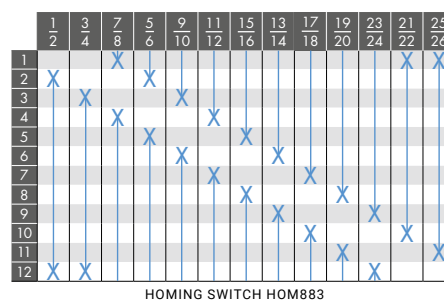 1/2 3/4 7/8 5/6 9/10 11/12 15/16 13/14 17/18 19/20 23/24 21/22 25/26
1 X X X
2 X X
3 X X
4 X X
5 X X
6 X X
7 X X
8 X X
9 X X
10 X X
11 X X
12 X X X
HOMING SWITCH HOM883